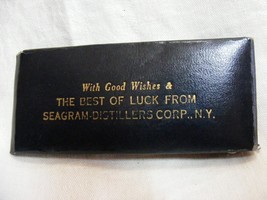 With Good Wishes &
THE BEST OF LUCK FROM
SEAGRAM-DISTILLERS CORP., N.Y.